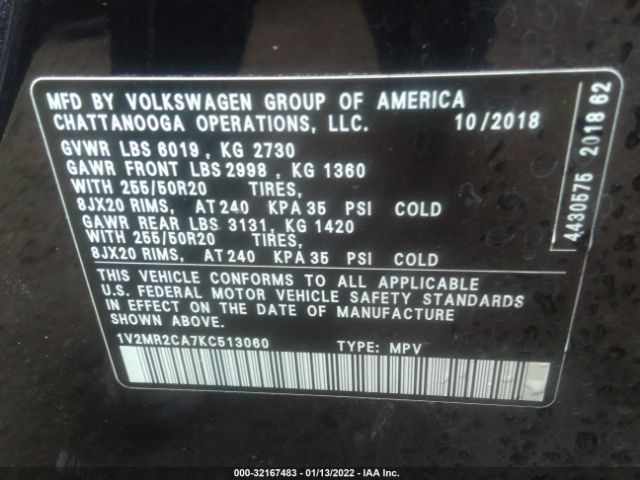 MFD BY VOLKSWAGEN GROUP OF AMERICA
CHATTANOOGA OPERATIONS, LLC. 10/2018
GVWR LBS 6019 , KG 2730
GAWR FRONT LBS 2998 , KG 1360
WITH 255/50R20 TIRES,
8JX20 RIMS, AT 240 KPA 35 PSI COLD
GAWR REAR LBS 3131, KG 1420
WITH 255/50R20 TIRES,
8JX20 RIMS, AT 240 KPA 35 PSI COLD
THIS VEHICLE CONFORMS TO ALL APPLICABLE
U.S. FEDERAL MOTOR VEHICLE SAFETY STANDARDS
IN EFFECT ON THE DATE OF MANUFACTURE
SHOWN ABOVE
1V2MR2CA7KC513060 TYPE: MPV
4430575 2018 62
000-32167483 - 01/13/2022 - IAA Inc.